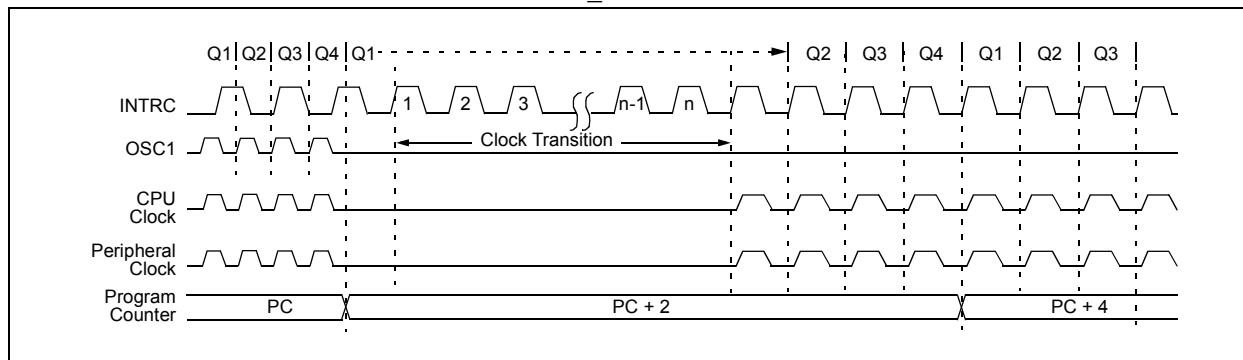 Q1 Q2 Q3 Q4 Q1 Q2 Q3 Q4 Q1 Q2 Q3
INTRC 1 2 3 n-1 n
Clock Transition
OSC1
CPU
Clock
Peripheral
Clock
Program
Counter
PC PC + 2 PC + 4